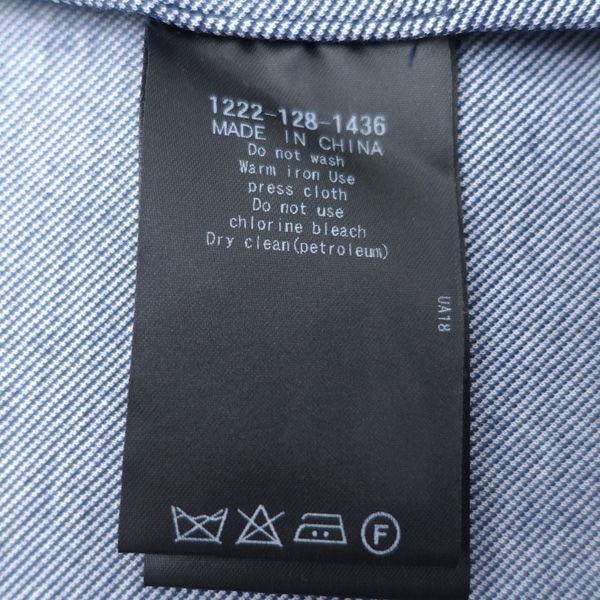 1222-128-1436
MADE IN CHINA
Do not wash
Warm iron Use
press cloth
Do not use
chlorine bleach
Dry clean(petroleum)
UA18
F